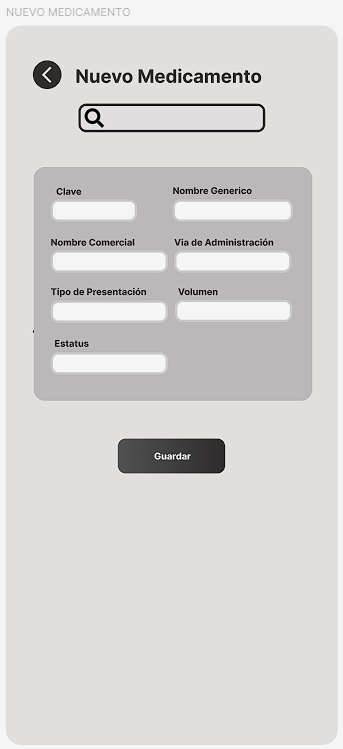 NUEVO MEDICAMENTO
Nuevo Medicamento
Clave
Nombre Generico
Nombre Comercial
Via de Administración
Tipo de Presentación
Volumen
Estatus
Guardar